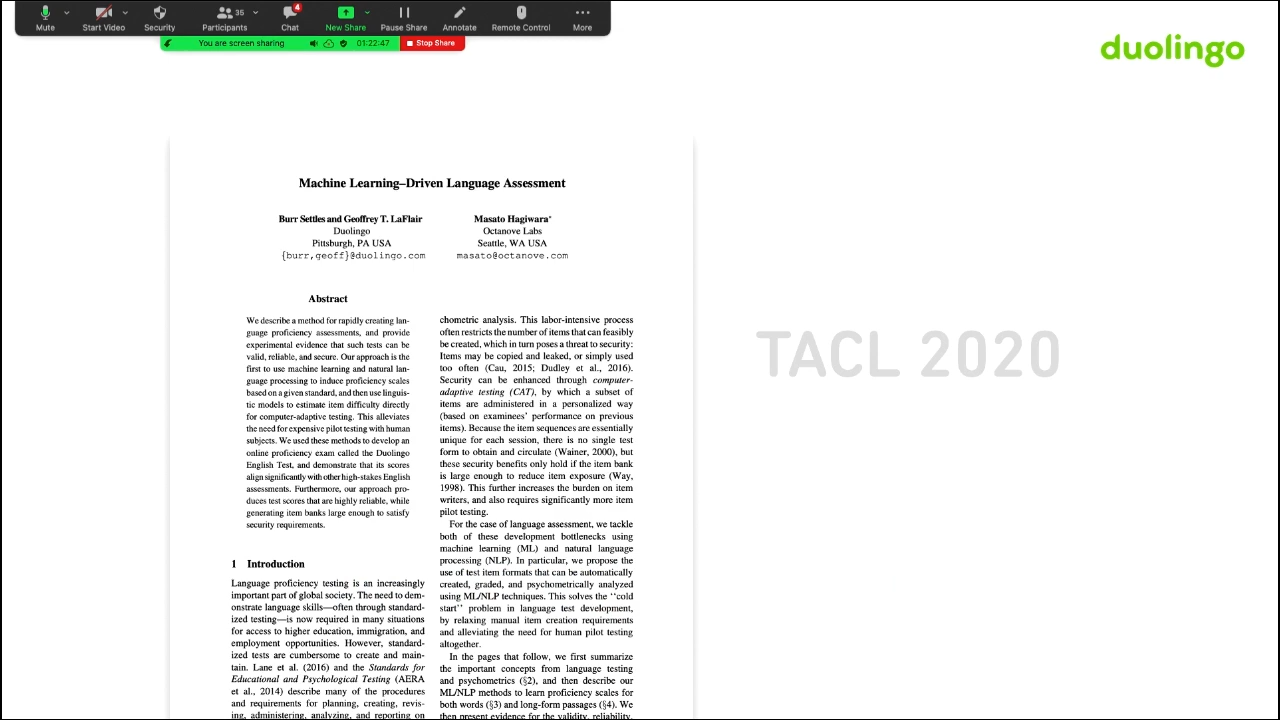 Mute
Start Video
Security
Participants
35
Chat
4
New Share
Pause Share
Annotate
Remote Control
More
You are screen sharing
01:22:47
Stop Share
duolingo
Machine Learning–Driven Language Assessment
Burr Settles and Geoffrey T. LaFlair
Duolingo
Pittsburgh, PA USA
{burr,geoff}@duolingo.com
Masato Hagiwara*
Octanove Labs
Seattle, WA USA
masato@octanove.com
Abstract
We describe a method for rapidly creating lan-
guage proficiency assessments, and provide
experimental evidence that such tests can be
valid, reliable, and secure. Our approach is the
first to use machine learning and natural lan-
guage processing to induce proficiency scales
based on a given standard, and then use linguis-
tic models to estimate item difficulty directly
for computer-adaptive testing. This alleviates
the need for expensive pilot testing with human
subjects. We used these methods to develop an
online proficiency exam called the Duolingo
English Test, and demonstrate that its scores
align significantly with other high-stakes English
assessments. Furthermore, our approach pro-
duces test scores that are highly reliable, while
generating item banks large enough to satisfy
security requirements.
1 Introduction
Language proficiency testing is an increasingly
important part of global society. The need to dem-
onstrate language skills—often through standard-
ized testing—is now required in many situations
for access to higher education, immigration, and
employment opportunities. However, standard-
ized tests are cumbersome to create and main-
tain. Lane et al. (2016) and the Standards for
Educational and Psychological Testing (AERA
et al., 2014) describe many of the procedures
and requirements for planning, creating, revis-
ing, administering, analyzing, and reporting on
chometric analysis. This labor-intensive process
often restricts the number of items that can feasibly
be created, which in turn poses a threat to security:
Items may be copied and leaked, or simply used
too often (Cau, 2015; Dudley et al., 2016).
Security can be enhanced through computer-
adaptive testing (CAT), by which a subset of
items are administered in a personalized way
(based on examinees' performance on previous
items). Because the item sequences are essentially
unique for each session, there is no single test
form to obtain and circulate (Wainer, 2000), but
these security benefits only hold if the item bank
is large enough to reduce item exposure (Way,
1998). This further increases the burden on item
writers, and also requires significantly more item
pilot testing.
For the case of language assessment, we tackle
both of these development bottlenecks using
machine learning (ML) and natural language
processing (NLP). In particular, we propose the
use of test item formats that can be automatically
created, graded, and psychometrically analyzed
using ML/NLP techniques. This solves the ‘‘cold
start’’ problem in language test development,
by relaxing manual item creation requirements
and alleviating the need for human pilot testing
altogether.
In the pages that follow, we first summarize
the important concepts from language testing
and psychometrics (§2), and then describe our
ML/NLP methods to learn proficiency scales for
both words (§3) and long-form passages (§4). We
then present evidence for the validity, reliability,
TACL 2020